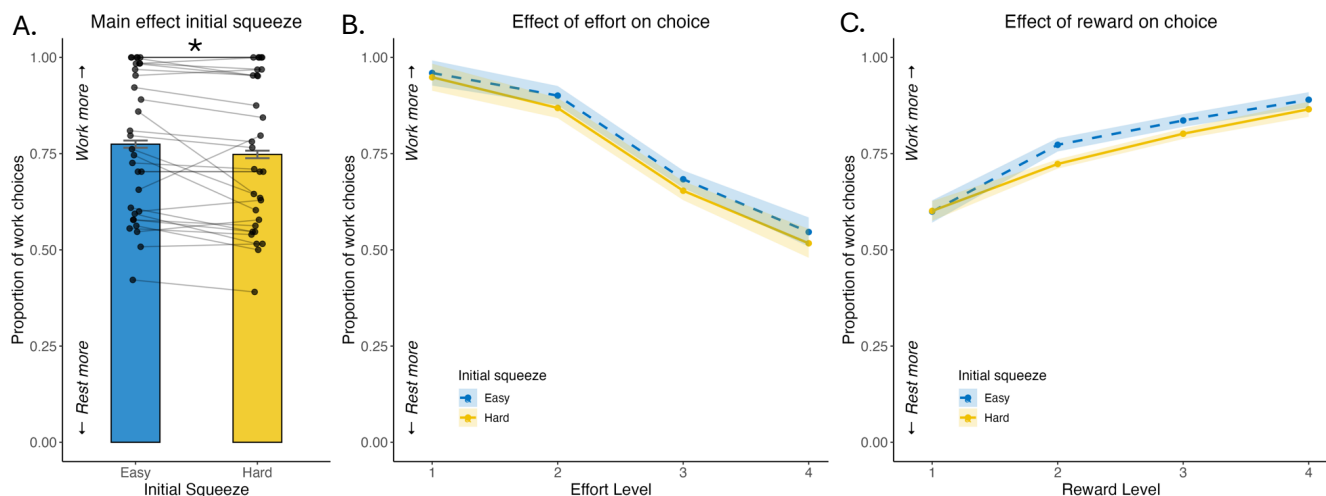 A.
Main effect initial squeeze
*
Proportion of work choices
1.00
0.75
0.50
0.25
0.00
Work more →
← Rest more
Easy
Hard
Initial Squeeze
B.
Effect of effort on choice
Proportion of work choices
1.00
0.75
0.50
0.25
0.00
Work more →
← Rest more
Initial squeeze
Easy
Hard
1
2
3
4
Effort Level
C.
Effect of reward on choice
Proportion of work choices
1.00
0.75
0.50
0.25
0.00
Work more →
← Rest more
Initial squeeze
Easy
Hard
1
2
3
4
Reward Level